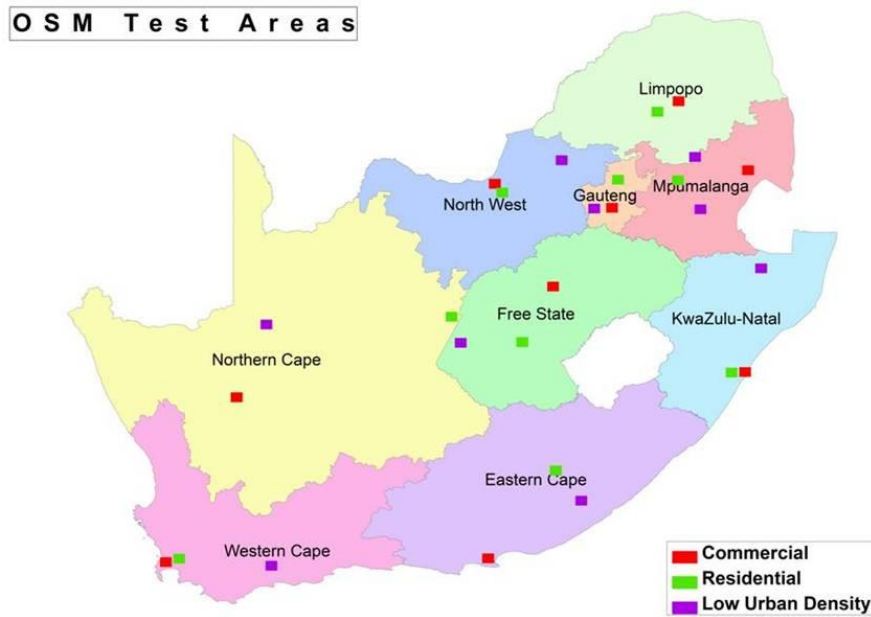 OSM Test Areas
Limpopo
Mpumalanga
Gauteng
North West
Free State
KwaZulu-Natal
Northern Cape
Eastern Cape
Western Cape
Commercial
Residential
Low Urban Density